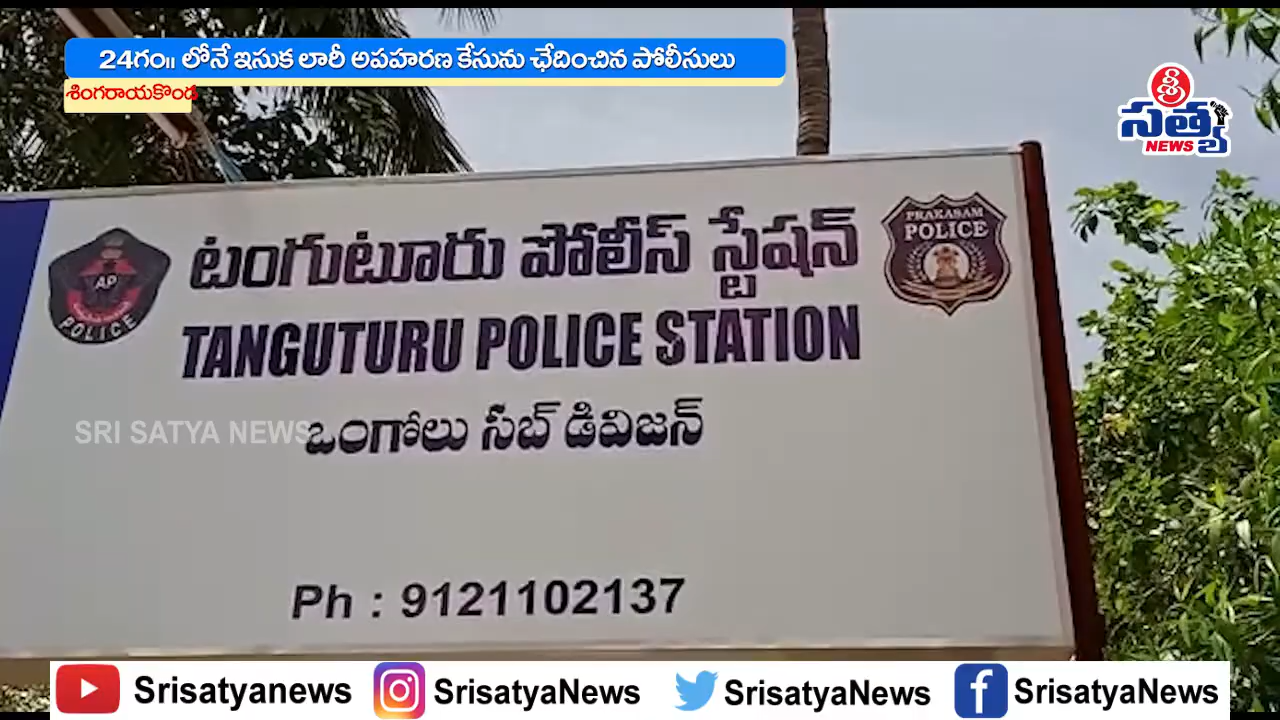 24గం॥ లోనే ఇసుక లారీ అపహరణ కేసును ఛేదించిన పోలీసులు
శింగరాయకొండ
శ్రీ
సత్య
NEWS
టంగుటూరు పోలీస్ స్టేషన్
PRAKASAM
POLICE
AP
POLICE
TANGUTURU POLICE STATION
SRI SATYA NEWS
ఒంగోలు సబ్ డివిజన్
Ph : 9121102137
Srisatyanews SrisatyaNews SrisatyaNews SrisatyaNews